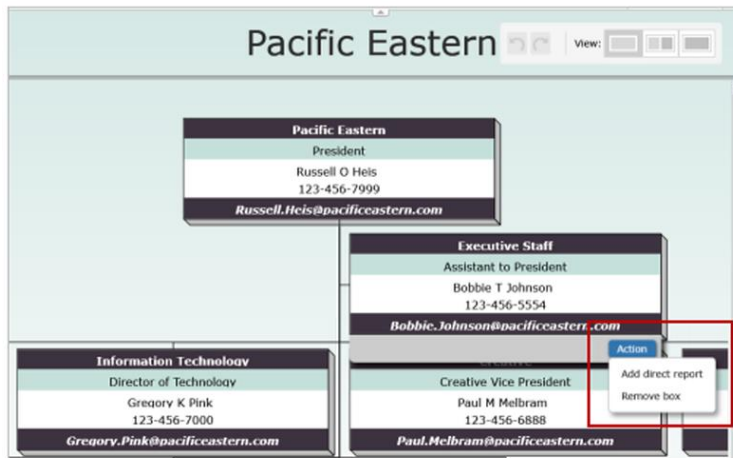 Pacific Eastern
View:
Pacific Eastern
President
Russell O Heis
123-456-7999
Russell.Heis@pacificeastern.com
Executive Staff
Assistant to President
Bobbie T Johnson
123-456-5554
Bobbie.Johnson@pacificeastern.com
Action
Add direct report
Remove box
Information Technology
Director of Technology
Gregory K Pink
123-456-7000
Gregory.Pink@pacificeastern.com
Creative
Creative Vice President
Paul M Melbram
123-456-6888
Paul.Melbram@pacificeastern.com